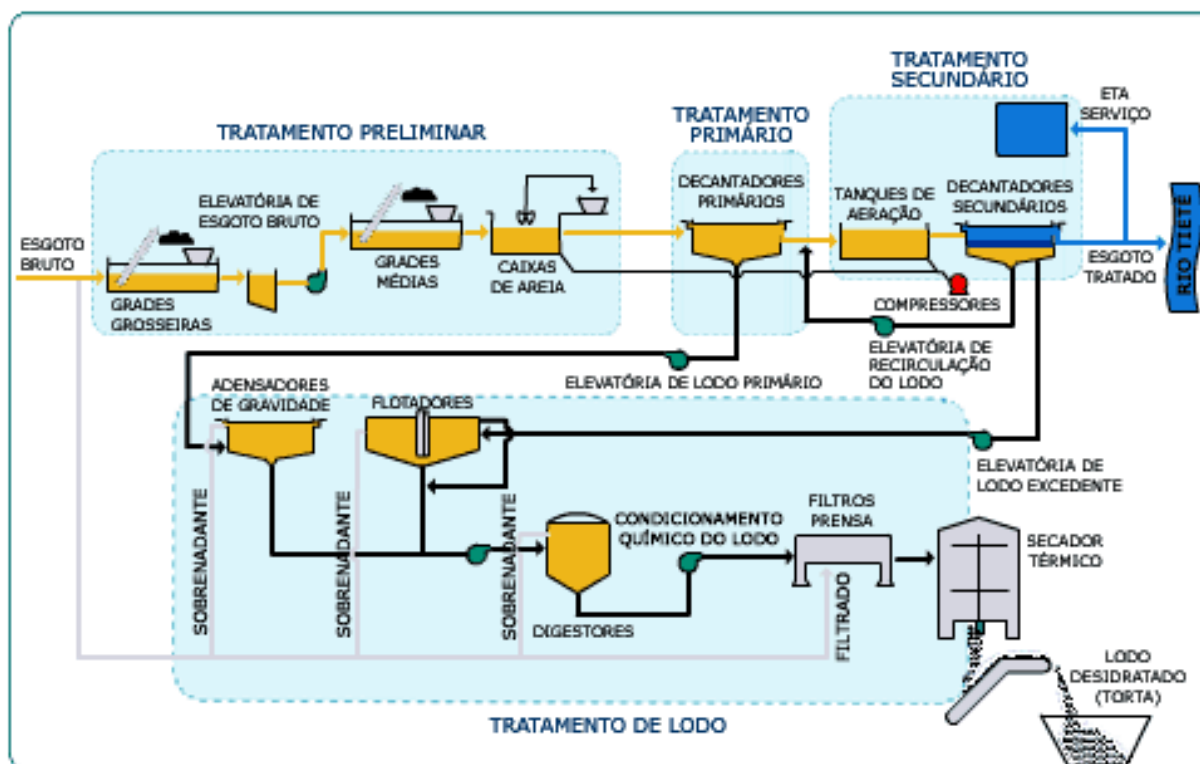 TRATAMENTO
SECUNDÁRIO
ETA
SERVIÇO
TRATAMENTO
PRIMÁRIO
TRATAMENTO PRELIMINAR
DECANTADORES
PRIMÁRIOS
TANQUES DE
AERAÇÃO
DECANTADORES
SECUNDÁRIOS
ELEVATÓRIA DE
ESGOTO BRUTO
ESGOTO
BRUTO
GRADES
GROSSEIRAS
GRADES
MÉDIAS
CAIXAS
DE AREIA
COMPRESSORES
ESGOTO
TRATADO
RIO TIETÊ
ELEVATÓRIA DE
RECIRCULAÇÃO
DO LODO
ELEVATÓRIA DE LODO PRIMÁRIO
ADENSADORES
DE GRAVIDADE
FLOTADORES
ELEVATÓRIA DE
LODO EXCEDENTE
SOBRENADANTE
SOBRENADANTE
SOBRENADANTE
CONDICIONAMENTO
QUÍMICO DO LODO
FILTROS
PRENSA
SECADOR
TÉRMICO
DIGESTORES
FILTRADO
LODO
DESIDRATADO
(TORTA)
TRATAMENTO DE LODO